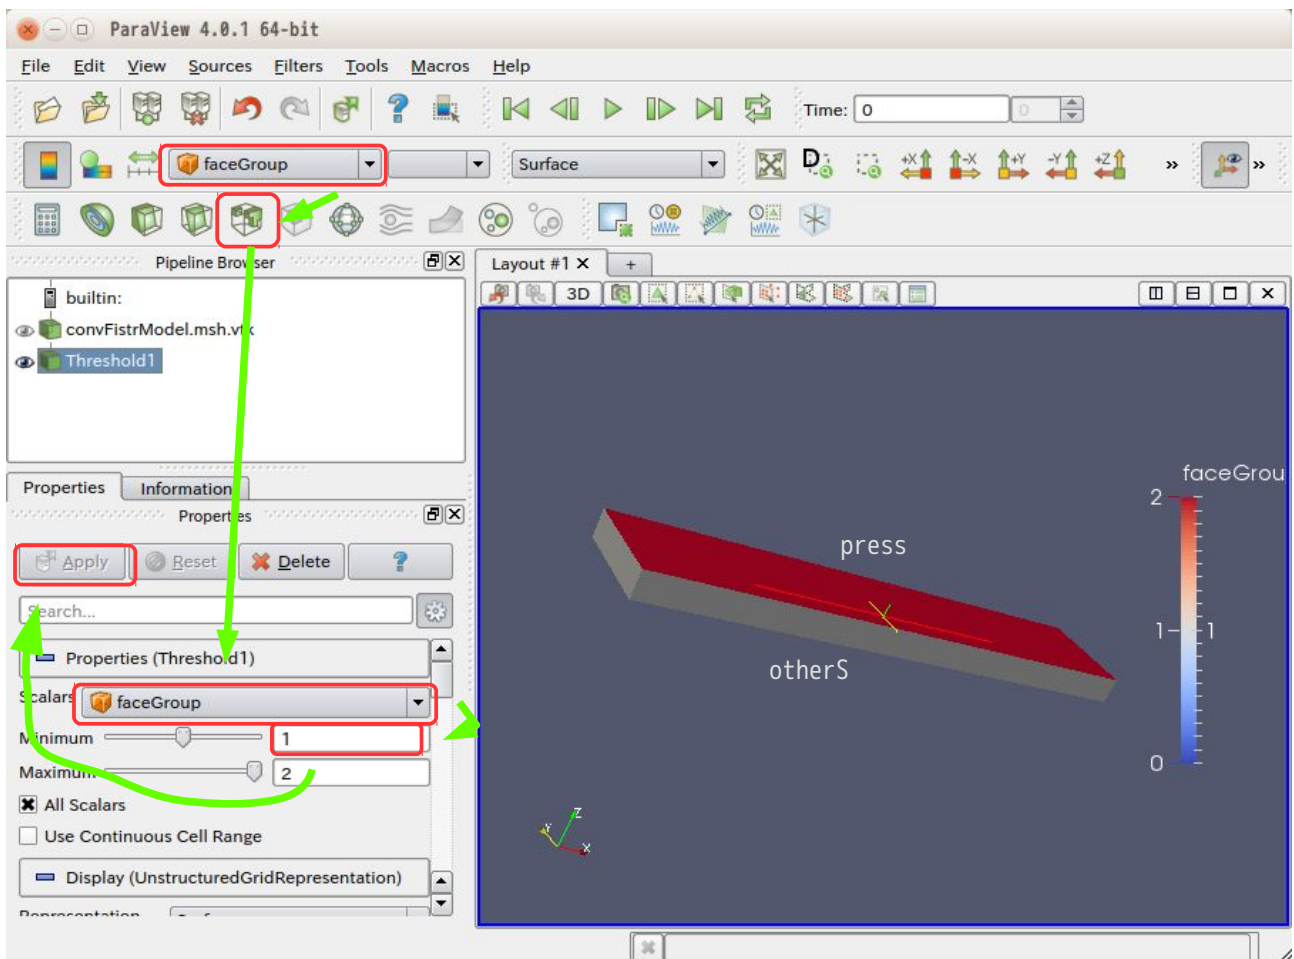 ParaView 4.0.1 64-bit
File Edit View Sources Filters Tools Macros Help
Time: 0 0
faceGroup Surface +X -X +Y -Y +Z » »
Pipeline Browser
builtin:
convFistrModel.msh.vtk
Threshold1
Properties Information
Properties
Apply Reset Delete ?
Search...
Properties (Threshold1)
Scalars faceGroup
Minimum 1
Maximum 2
All Scalars
Use Continuous Cell Range
Display (UnstructuredGridRepresentation)
Layout #1 +
3D
faceGrou
2
press
1 1
otherS
0
Z
Y
X